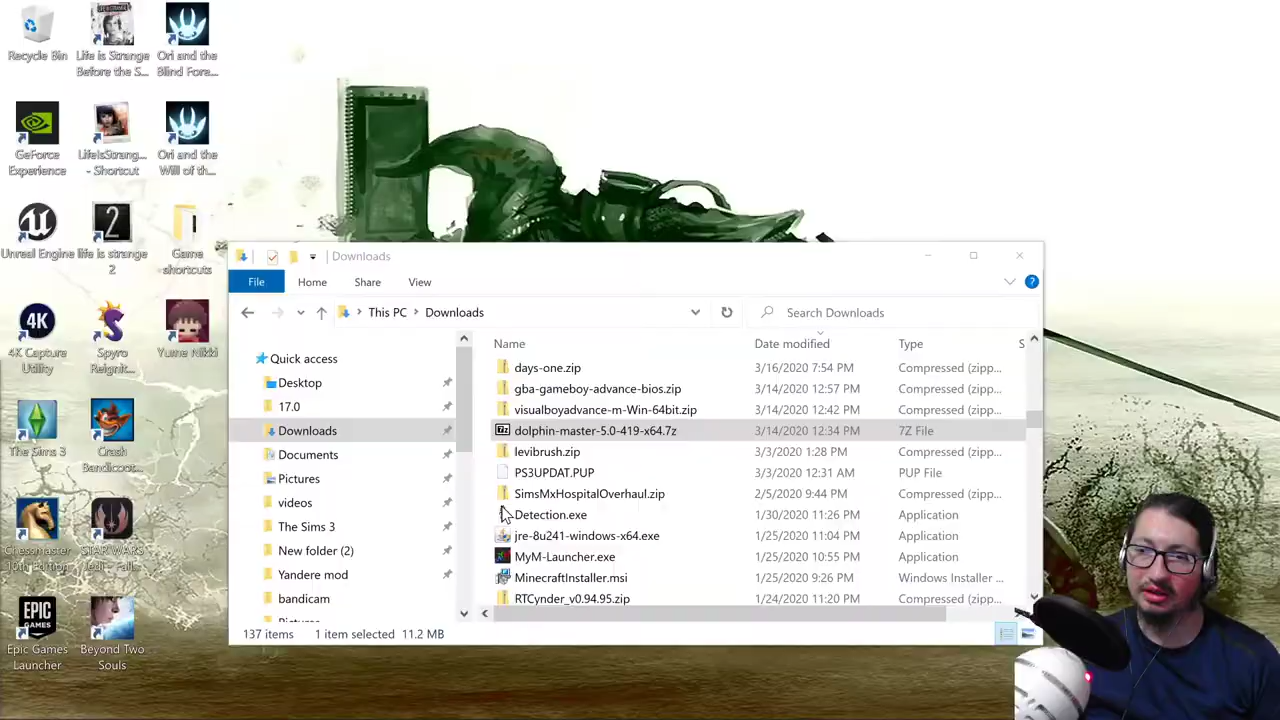 Recycle Bin
Life is Strange
Before the S...
Ori and the
Blind Fore...
GeForce
Experience
LifeIsStrang...
- Shortcut
Ori and the
Will of th...
Unreal Engine
2
life is strange
2
Game
shortcuts
4K
4K Capture
Utility
Spyro
Reignit...
Yume Nikki
The Sims 3
Crash
Bandicoot...
Chessmaster
10th Edition
STAR WARS
Jedi - Fall...
EPIC
GAMES
Epic Games
Launcher
Beyond Two
Souls
Downloads
File
Home
Share
View
This PC
Downloads
Search Downloads
Quick access
Desktop
17.0
Downloads
Documents
Pictures
videos
The Sims 3
New folder (2)
Yandere mod
bandicam
Name Date modified Type S
days-one.zip 3/16/2020 7:54 PM Compressed (zipp...
gba-gameboy-advance-bios.zip 3/14/2020 12:57 PM Compressed (zipp...
visualboyadvance-m-Win-64bit.zip 3/14/2020 12:42 PM Compressed (zipp...
7z dolphin-master-5.0-419-x64.7z 3/14/2020 12:34 PM 7Z File
levibrush.zip 3/3/2020 1:28 PM Compressed (zipp...
PS3UPDAT.PUP 3/3/2020 12:31 AM PUP File
SimsMxHospitalOverhaul.zip 2/5/2020 9:44 PM Compressed (zipp...
Detection.exe 1/30/2020 11:26 PM Application
jre-8u241-windows-x64.exe 1/25/2020 11:04 PM Application
MyM-Launcher.exe 1/25/2020 10:55 PM Application
MinecraftInstaller.msi 1/25/2020 9:26 PM Windows Installer ...
RTCynder_v0.94.95.zip 1/24/2020 11:20 PM Compressed (zipp...
137 items 1 item selected 11.2 MB